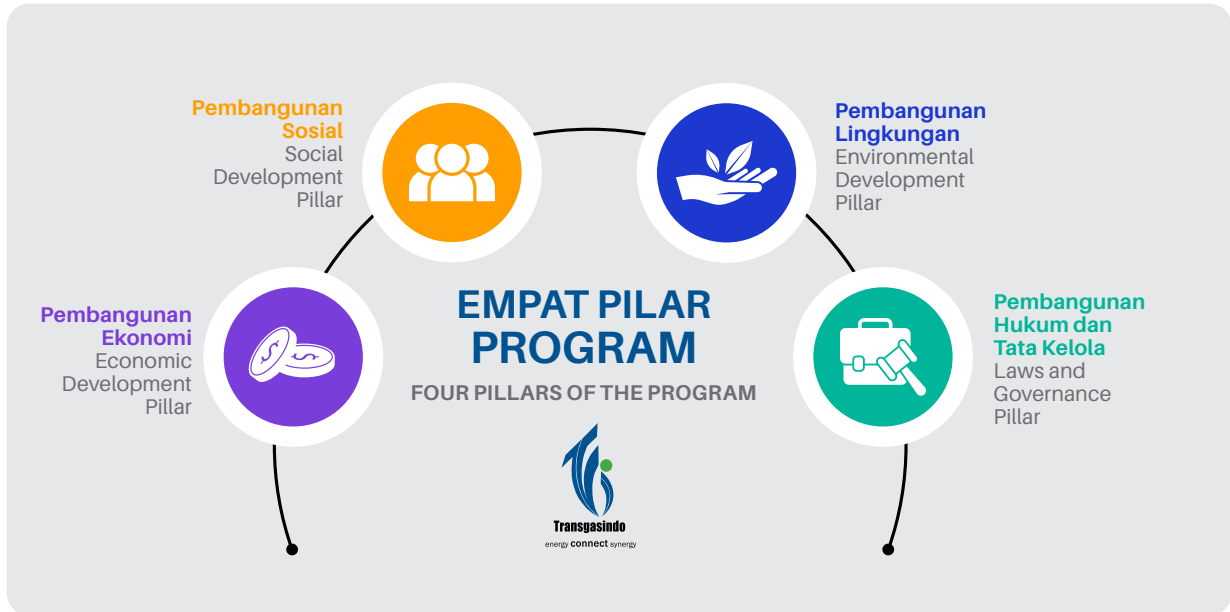 Pembangunan
Sosial
Social
Development
Pillar
Pembangunan
Lingkungan
Environmental
Development
Pillar
Pembangunan
Ekonomi
Economic
Development
Pillar
EMPAT PILAR
PROGRAM
FOUR PILLARS OF THE PROGRAM
Pembangunan
Hukum dan
Tata Kelola
Laws and
Governance
Pillar
Transgasindo
energy connect synergy